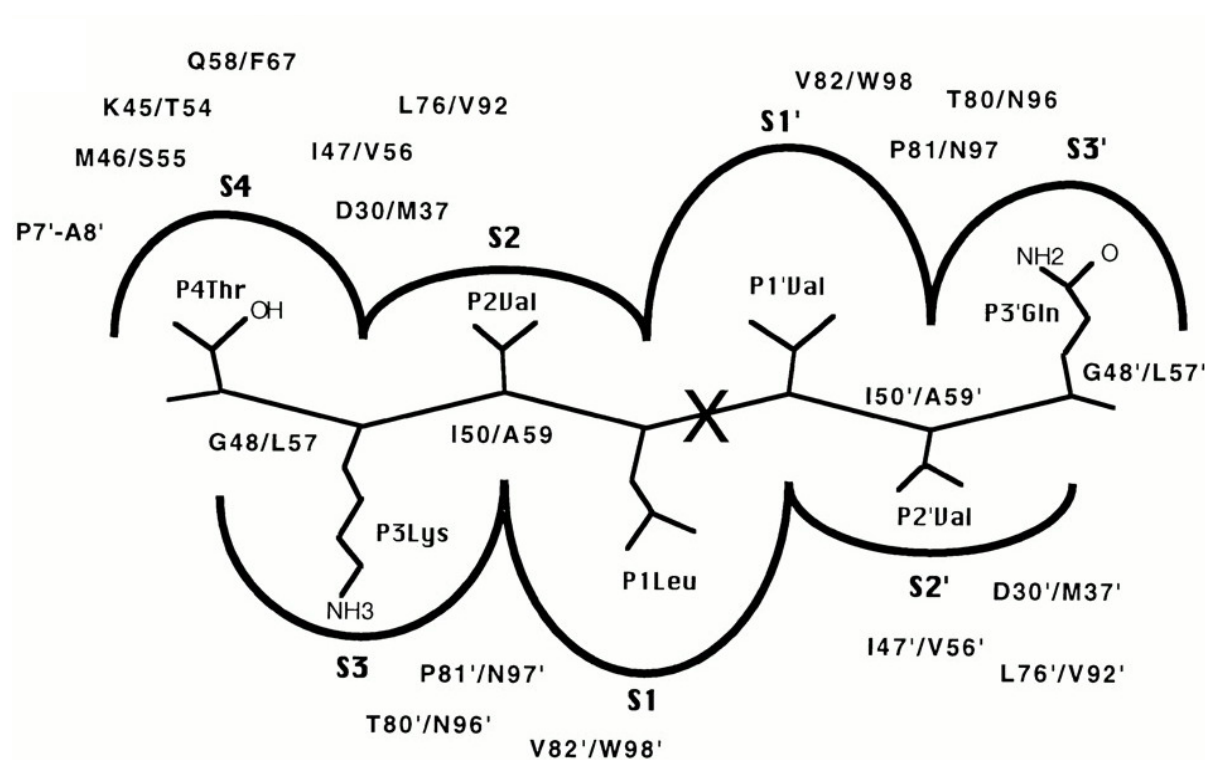 Q58/F67
V82/W98
T80/N96
K45/T54
L76/V92
S1'
M46/S55
I47/V56
P81/N97
S3'
S4
D30/M37
P7'-A8'
S2
NH2
O
P4Thr
OH
P2Val
P1'Val
P3'Gln
G48'/L57'
I50'/A59'
G48/L57
I50/A59
X
P3Lys
P2'Val
P1Leu
NH3
S2'
D30'/M37'
I47'/V56'
S3
P81'/N97'
S1
L76'/V92'
T80'/N96'
V82'/W98'